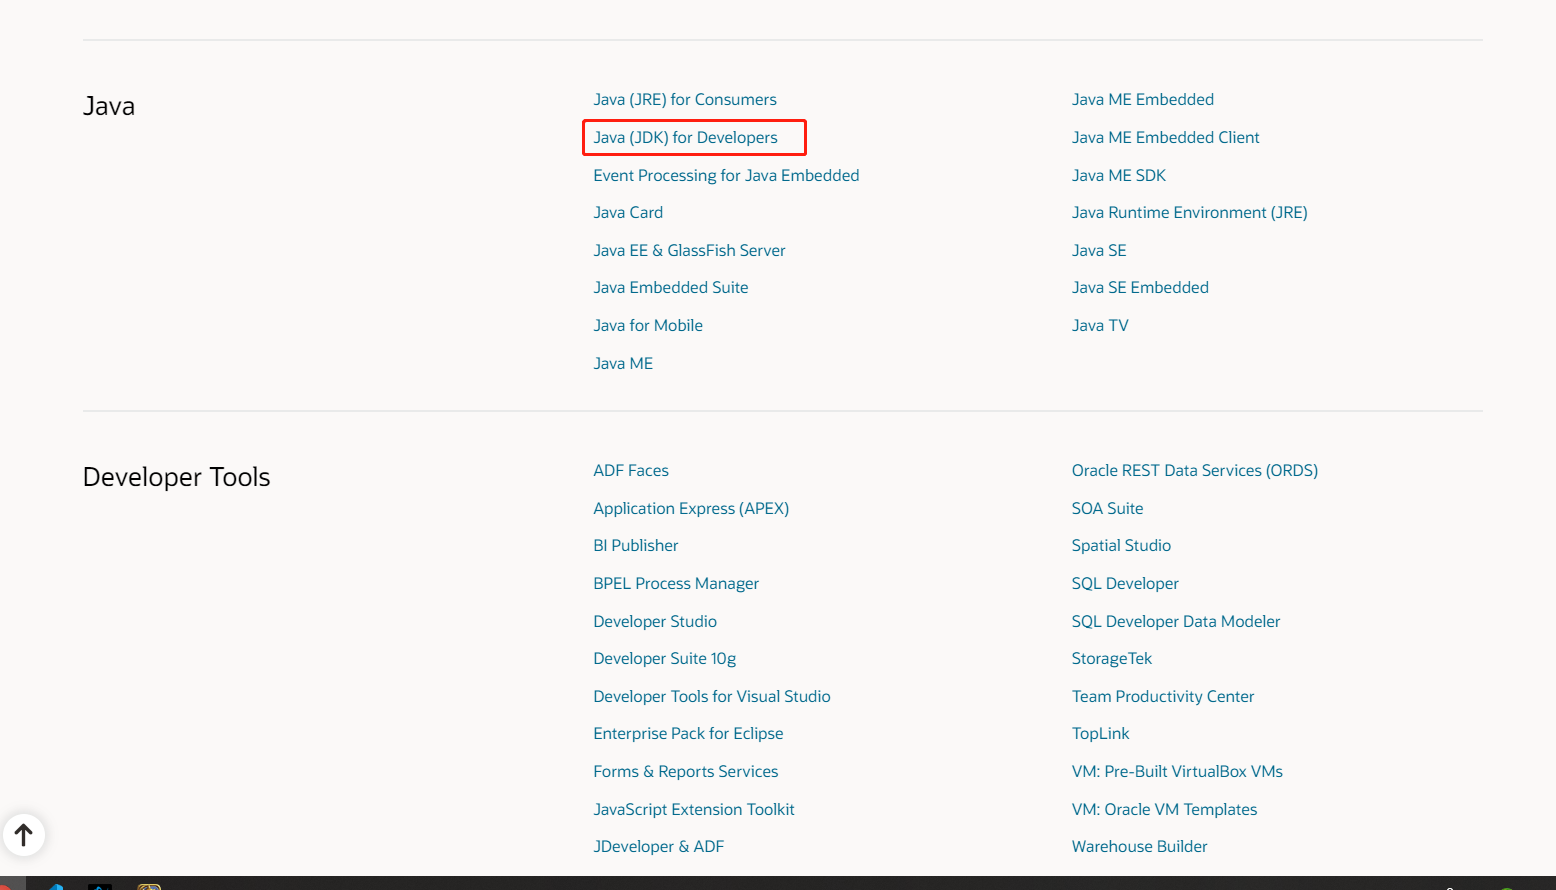 Java
Java (JRE) for Consumers
Java (JDK) for Developers
Event Processing for Java Embedded
Java Card
Java EE & GlassFish Server
Java Embedded Suite
Java for Mobile
Java ME
Java ME Embedded
Java ME Embedded Client
Java ME SDK
Java Runtime Environment (JRE)
Java SE
Java SE Embedded
Java TV
Developer Tools
ADF Faces
Application Express (APEX)
BI Publisher
BPEL Process Manager
Developer Studio
Developer Suite 10g
Developer Tools for Visual Studio
Enterprise Pack for Eclipse
Forms & Reports Services
JavaScript Extension Toolkit
JDeveloper & ADF
Oracle REST Data Services (ORDS)
SOA Suite
Spatial Studio
SQL Developer
SQL Developer Data Modeler
StorageTek
Team Productivity Center
TopLink
VM: Pre-Built VirtualBox VMs
VM: Oracle VM Templates
Warehouse Builder